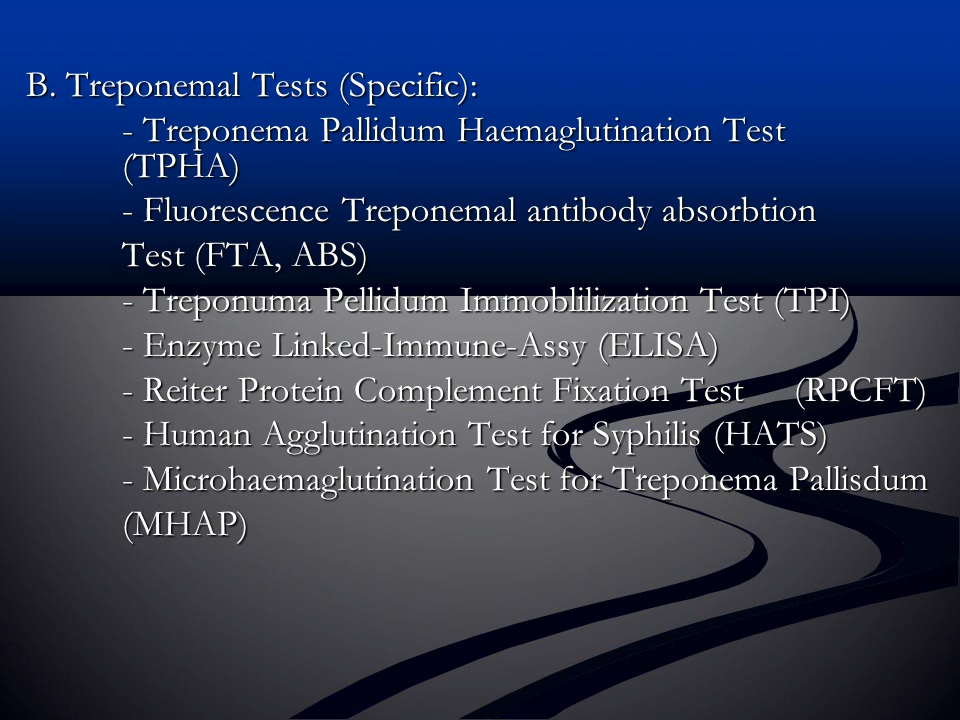 B. Treponemal Tests (Specific):
- Treponema Pallidum Haemaglutination Test
(TPHA)
- Fluorescence Treponemal antibody absorbtion
Test (FTA, ABS)
- Treponuma Pellidum Immoblilization Test (TPI)
- Enzyme Linked-Immune-Assy (ELISA)
- Reiter Protein Complement Fixation Test (RPCFT)
- Human Agglutination Test for Syphilis (HATS)
- Microhaemaglutination Test for Treponema Pallisdum
(MHAP)